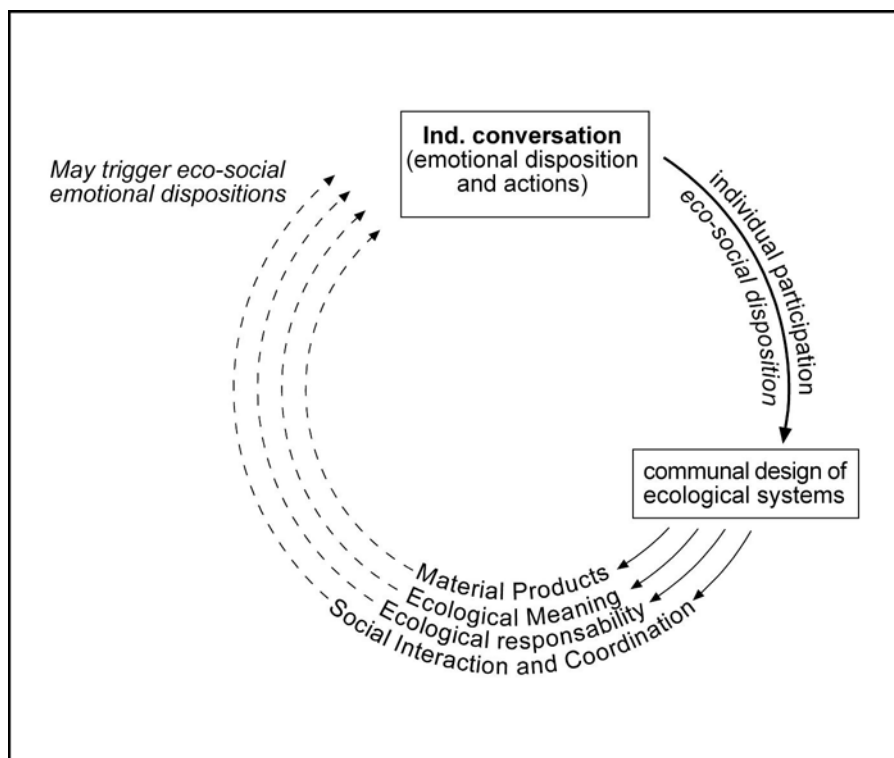 Ind. conversation
(emotional disposition
and actions)
May trigger eco-social
emotional dispositions
individual participation
eco-social disposition
communal design of
ecological systems
Material Products
Ecological Meaning
Ecological responsability
Social Interaction and Coordination